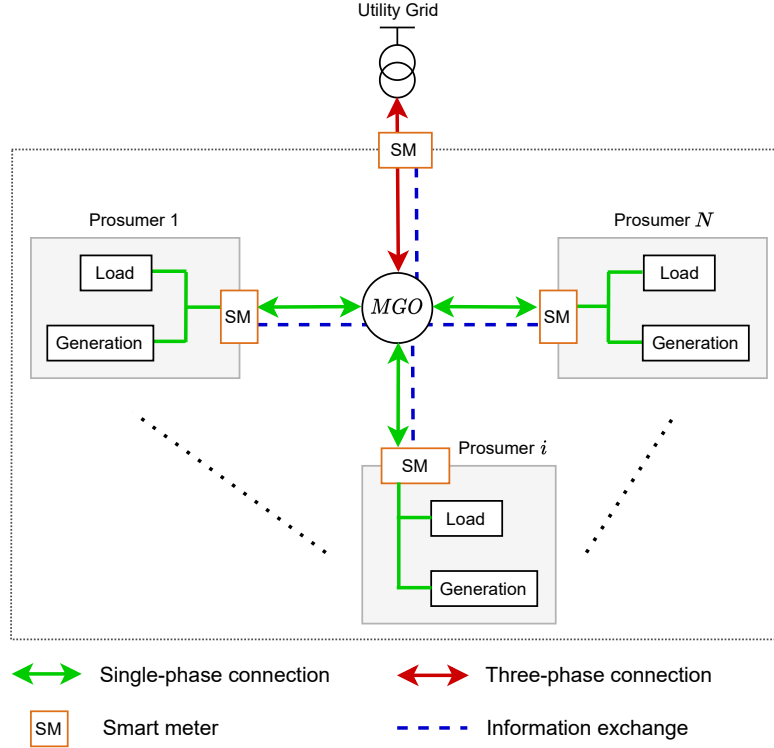 Utility Grid
SM
Prosumer 1
Prosumer N
Load
Load
SM
MGO
SM
Generation
Generation
Prosumer i
SM
Load
Generation
Single-phase connection
Three-phase connection
SM
Smart meter
Information exchange